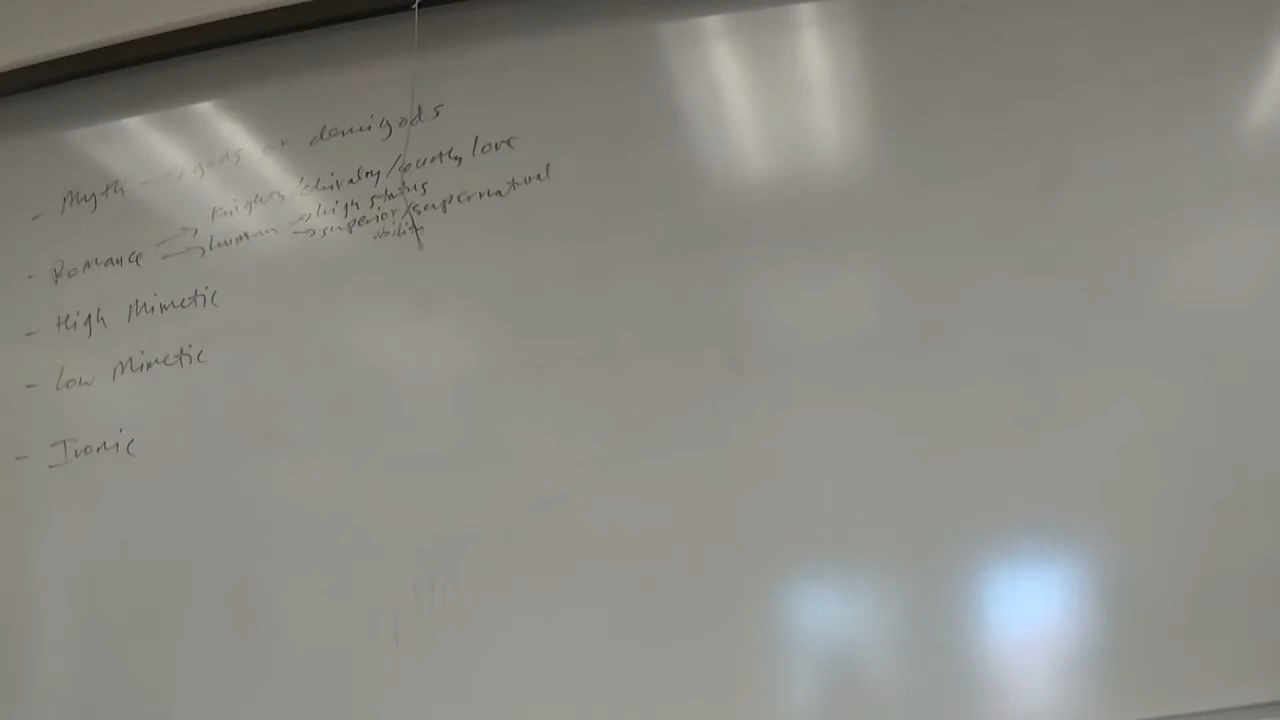 - Myth → gods or demigods
- Romance → Knights/chivalry/courtly love
→ human → high status
→ superior/supernatural
ability
- High Mimetic
- Low Mimetic
- Ironic